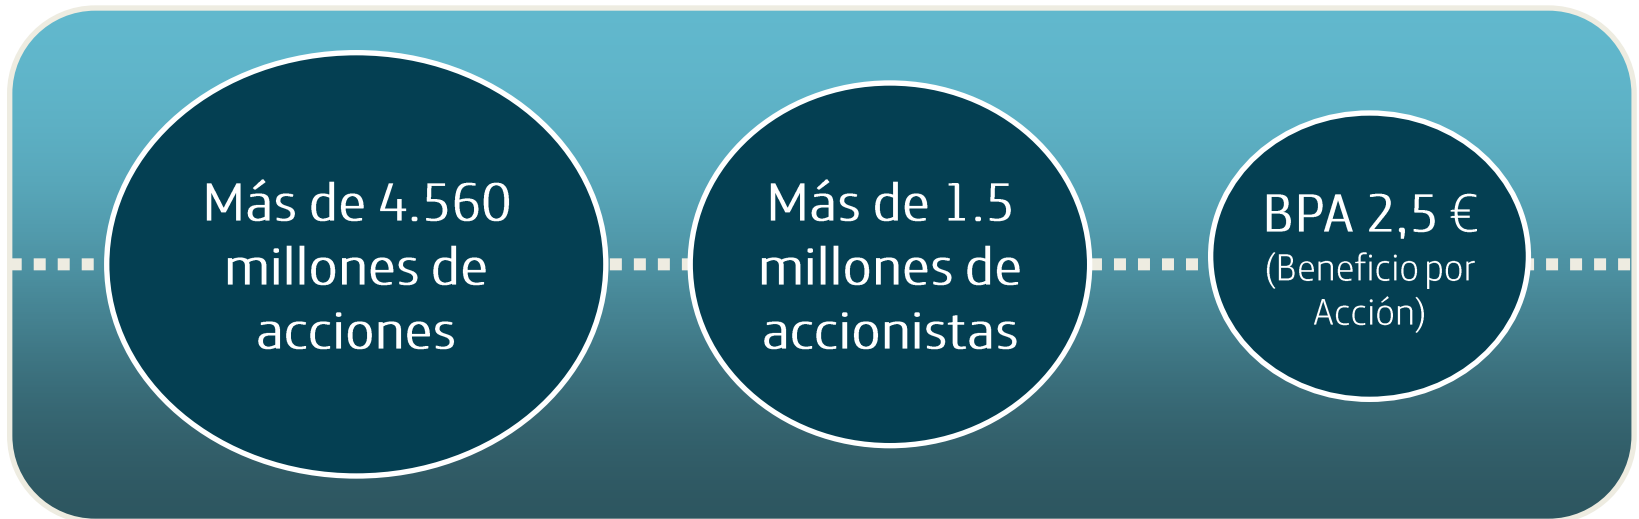 Más de 4.560
millones de
acciones
Más de 1.5
millones de
accionistas
BPA 2,5 €
(Beneficio por
Acción)